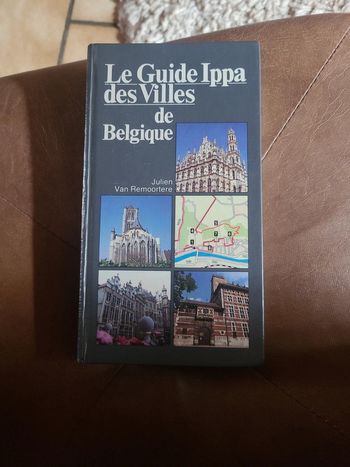 Le Guide Ippa
des Villes
de
Belgique
Julien
Van Remoortere